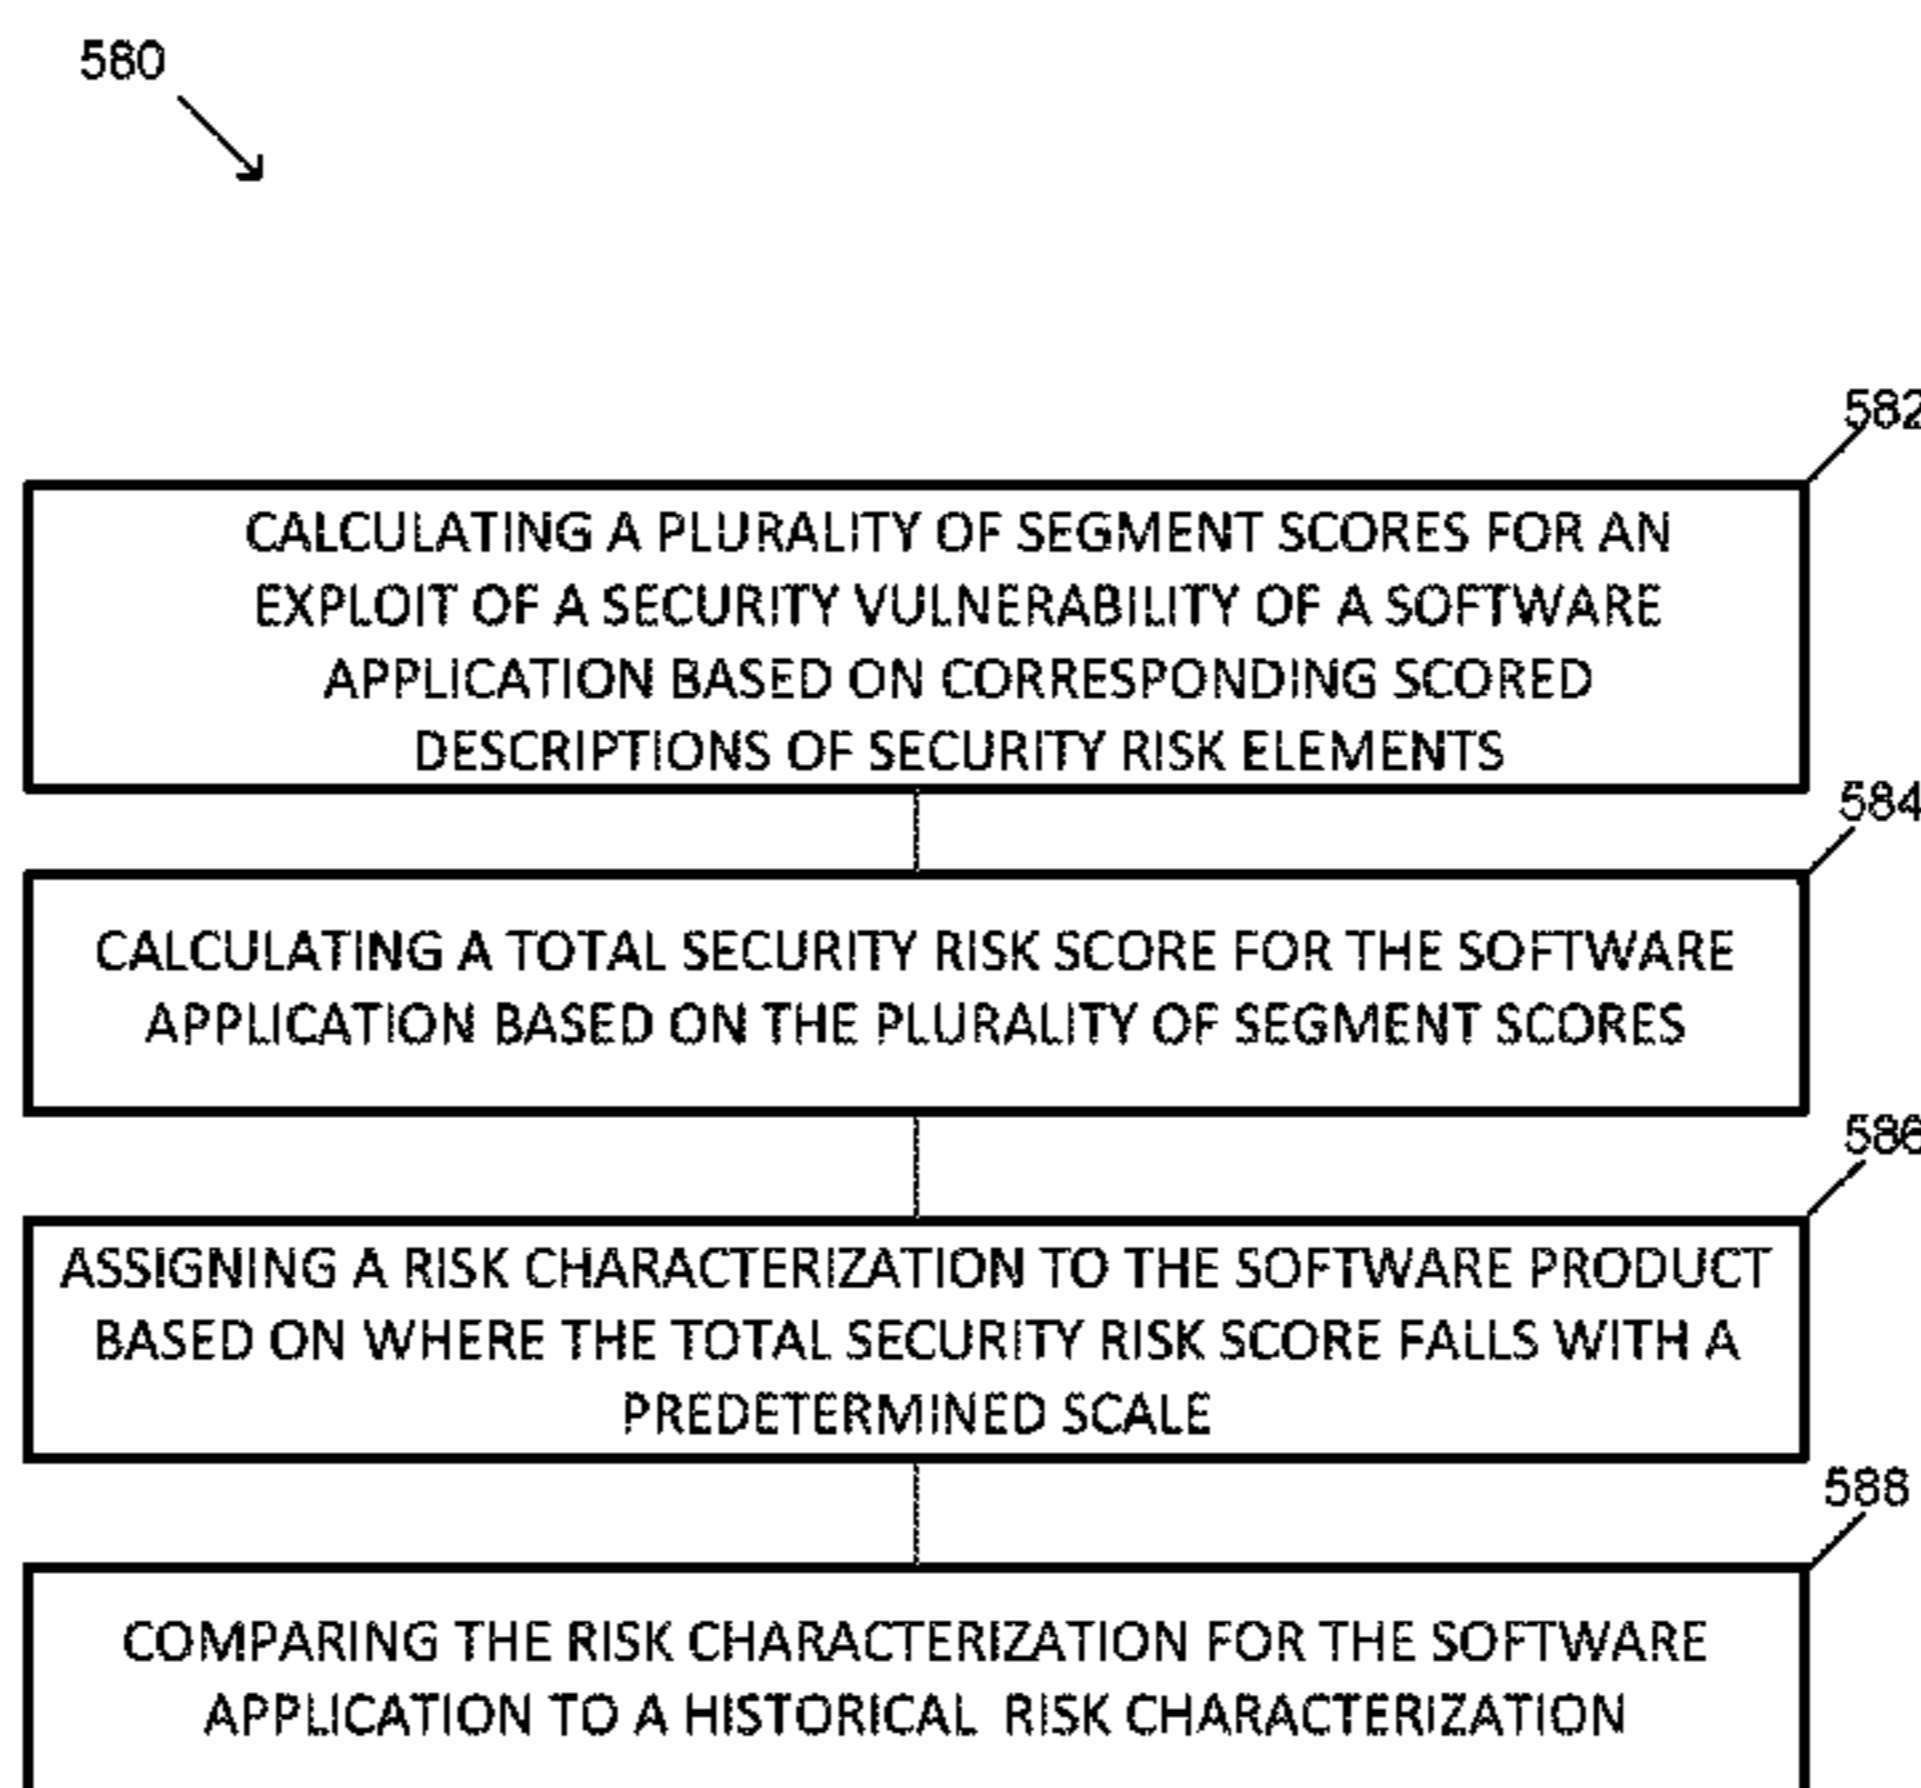 580
582
CALCULATING A PLURALITY OF SEGMENT SCORES FOR AN
EXPLOIT OF A SECURITY VULNERABILITY OF A SOFTWARE
APPLICATION BASED ON CORRESPONDING SCORED
DESCRIPTIONS OF SECURITY RISK ELEMENTS
584
CALCULATING A TOTAL SECURITY RISK SCORE FOR THE SOFTWARE
APPLICATION BASED ON THE PLURALITY OF SEGMENT SCORES
586
ASSIGNING A RISK CHARACTERIZATION TO THE SOFTWARE PRODUCT
BASED ON WHERE THE TOTAL SECURITY RISK SCORE FALLS WITH A
PREDETERMINED SCALE
588
COMPARING THE RISK CHARACTERIZATION FOR THE SOFTWARE
APPLICATION TO A HISTORICAL RISK CHARACTERIZATION